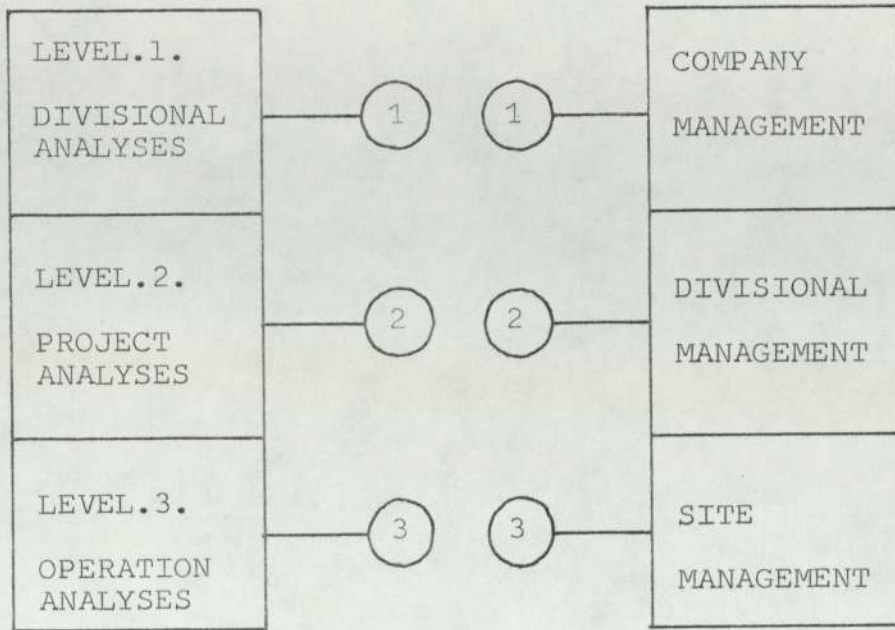 LEVEL.1.
DIVISIONAL
ANALYSES
1
1
COMPANY
MANAGEMENT
LEVEL.2.
PROJECT
ANALYSES
2
2
DIVISIONAL
MANAGEMENT
LEVEL.3.
OPERATION
ANALYSES
3
3
SITE
MANAGEMENT